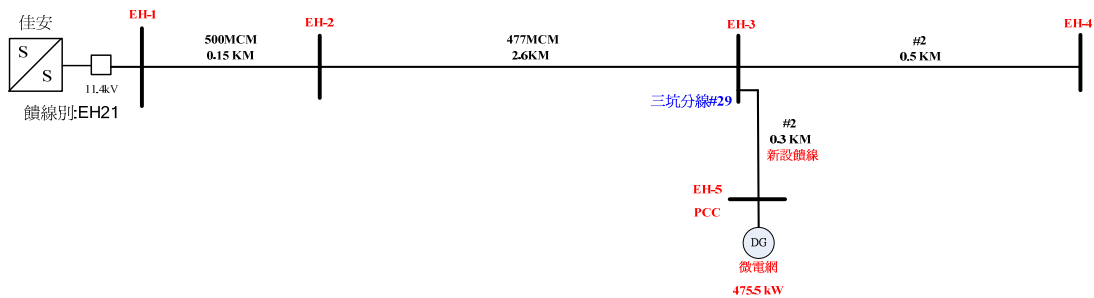 佳安
S
S
11.4kV
饋線別:EH21
EH-1
500MCM
0.15 KM
EH-2
477MCM
2.6KM
EH-3
三坑分線#29
#2
0.5 KM
EH-4
#2
0.3 KM
新設饋線
EH-5
PCC
DG
微電網
475.5 kW